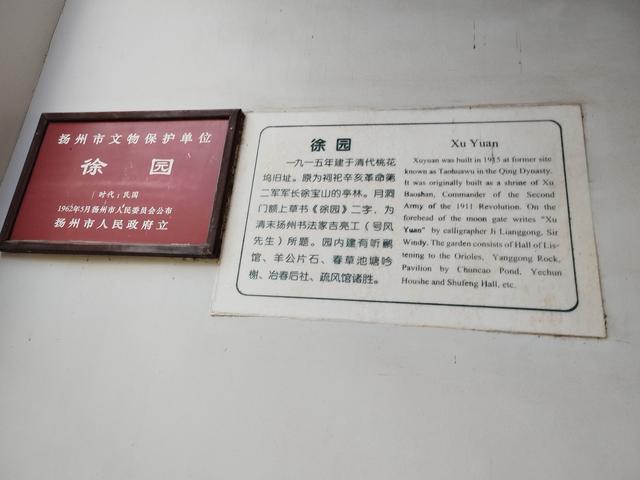 扬州市文物保护单位
徐 园
时代：民国
1962年5月扬州市人民委员会公布
扬州市人民政府立
徐园
一九一五年建于清代桃花
坞旧址。原为祠祀辛亥革命第
二军军长徐宝山的享林。月洞
门额上草书《徐园》二字，为
清末扬州书法家吉亮工（号风
先生）所题。园内建有听鹂
馆、羊公片石、春草池塘吟
榭、冶春后社、疏风馆诸胜。
Xu Yuan
Xuyuan was built in 1915 at former site
known as Taohuawu in the Qing Dynasty.
It was originally built as a shrine of Xu
Baoshan, Commander of the Second
Army of the 1911 Revolution. On the
forehead of the moon gate writes "Xu
Yuan" by calligrapher Ji Lianggong, Sir
Windy. The garden consists of Hall of Lis-
tening to the Orioles, Yanggong Rock,
Pavilion by Chuncao Pond, Yechun
Houshe and Shufeng Hall, etc.